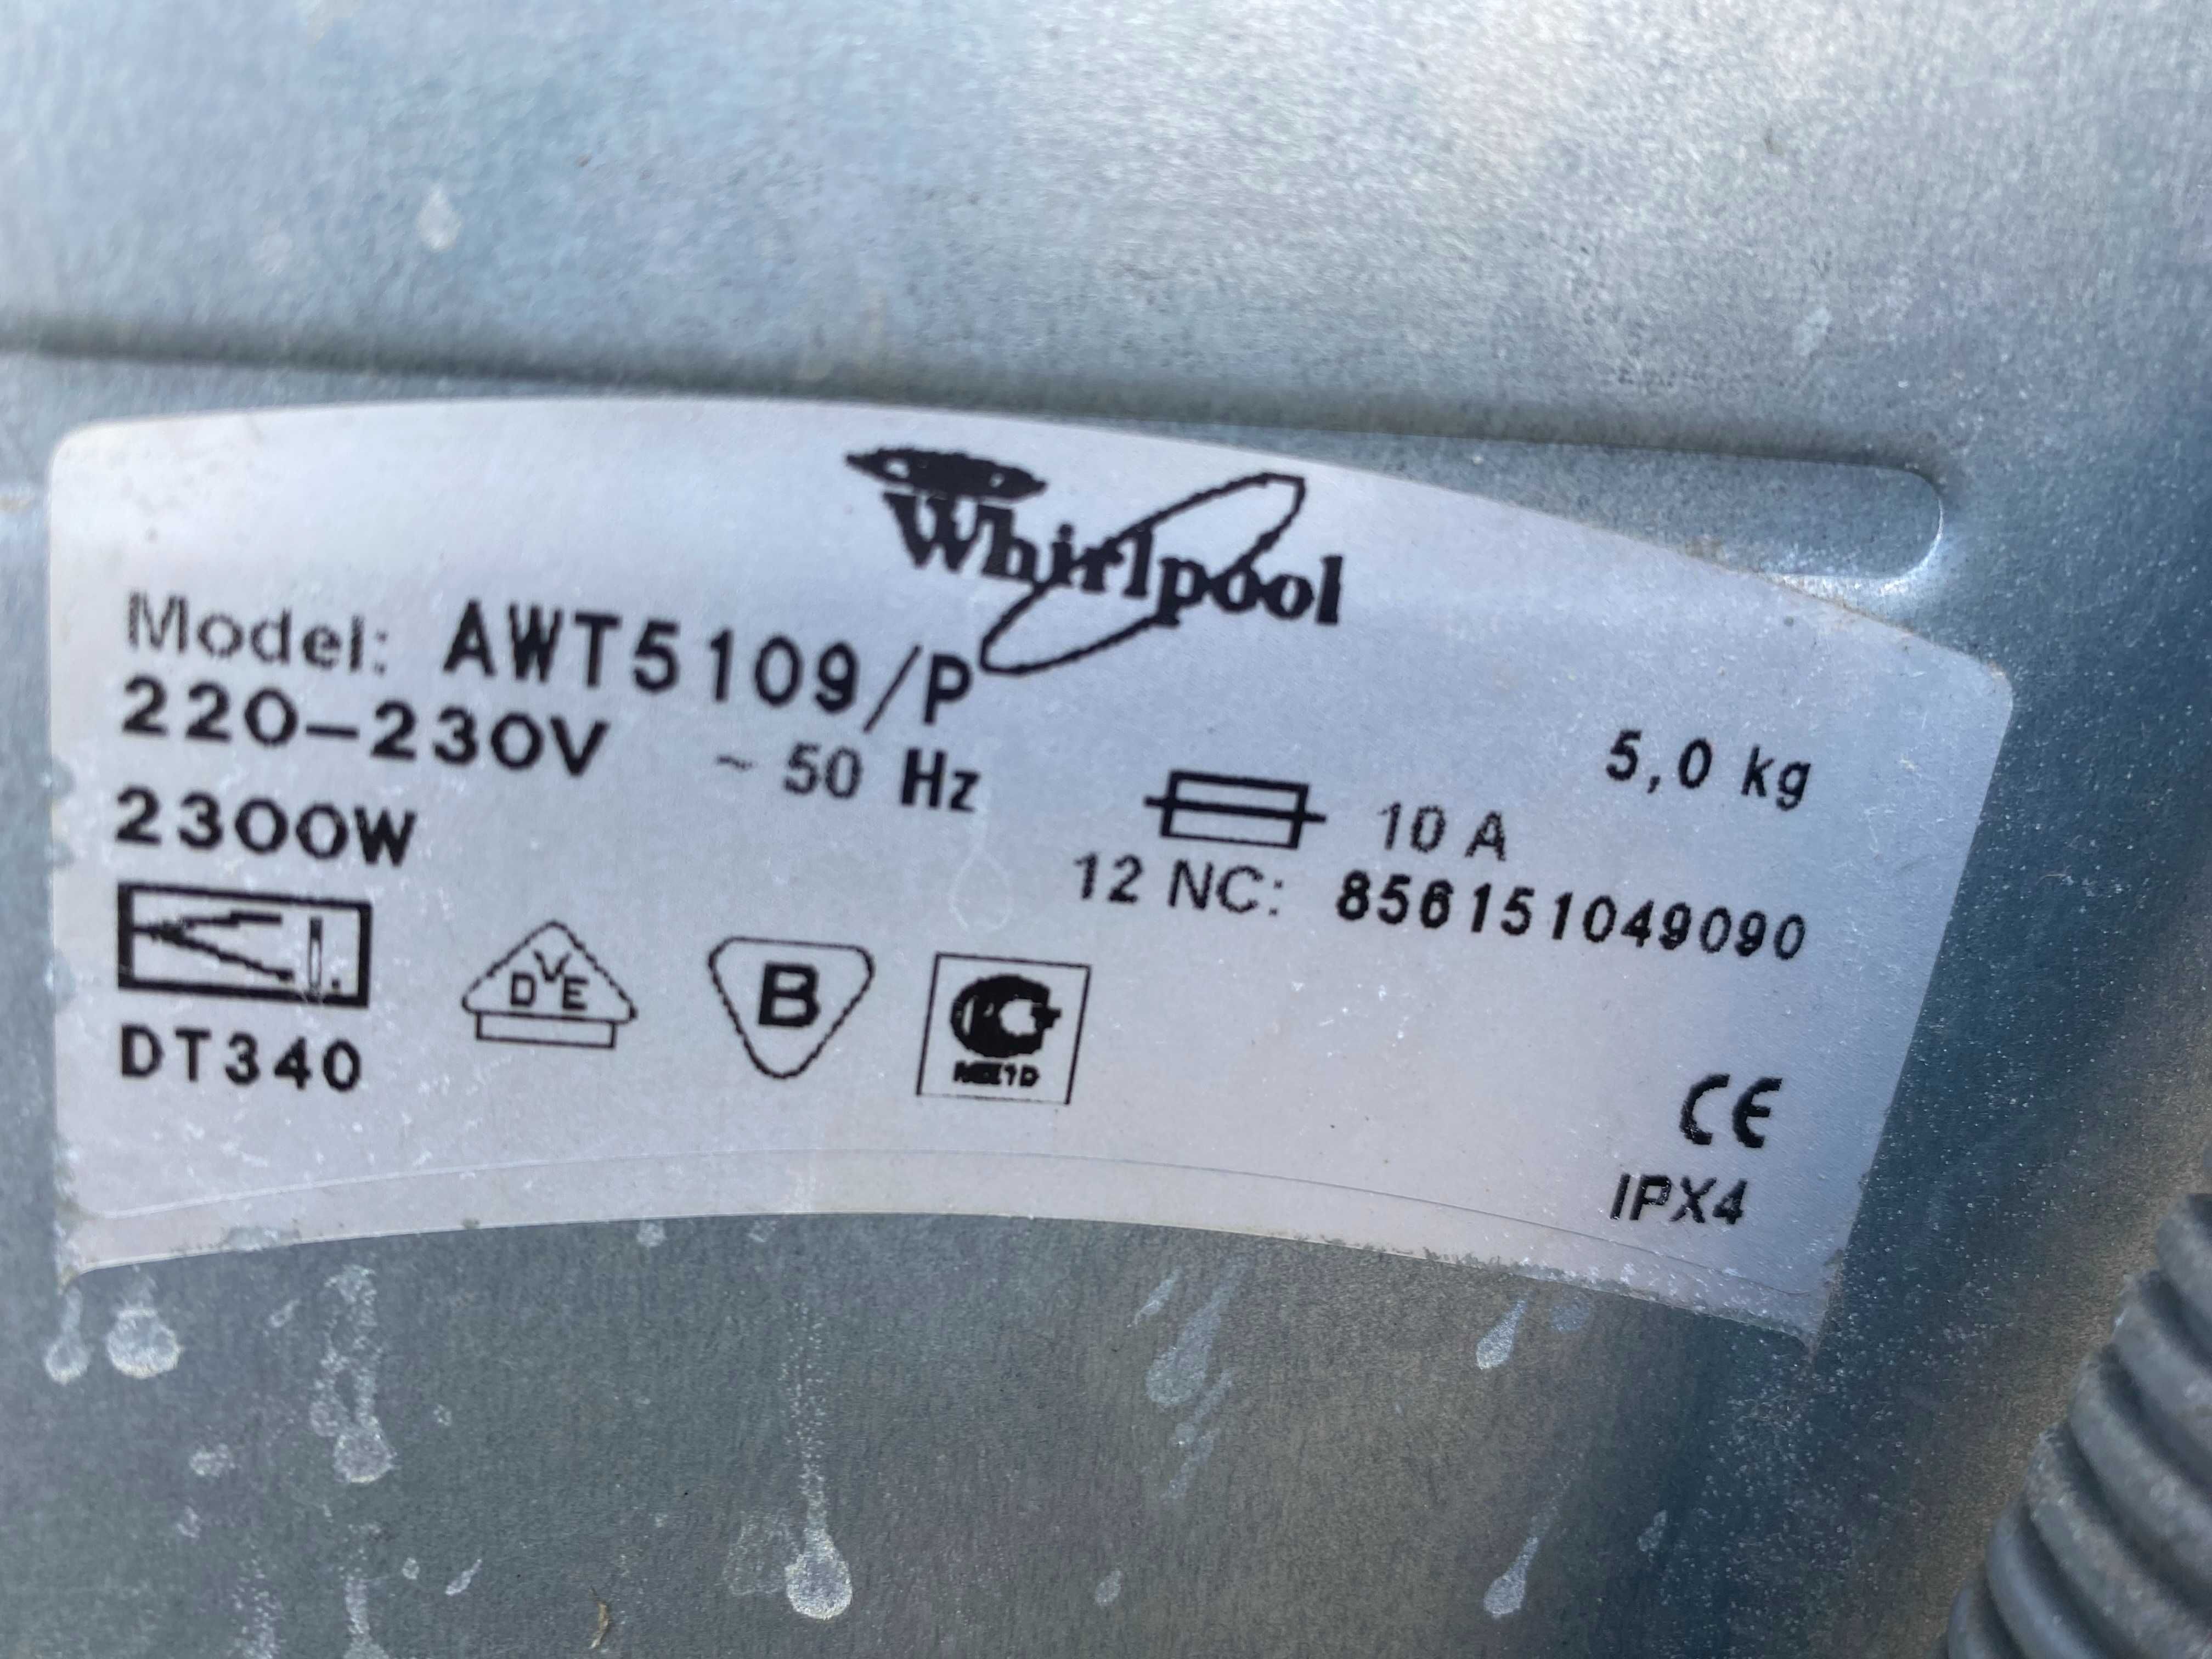 Whirlpool
Model: AWT5109/P
220-230V ~ 50 Hz
5,0 kg
2300W
10 A
12 NC: 856151049090
DVE
B
DT340
CE
IPX4